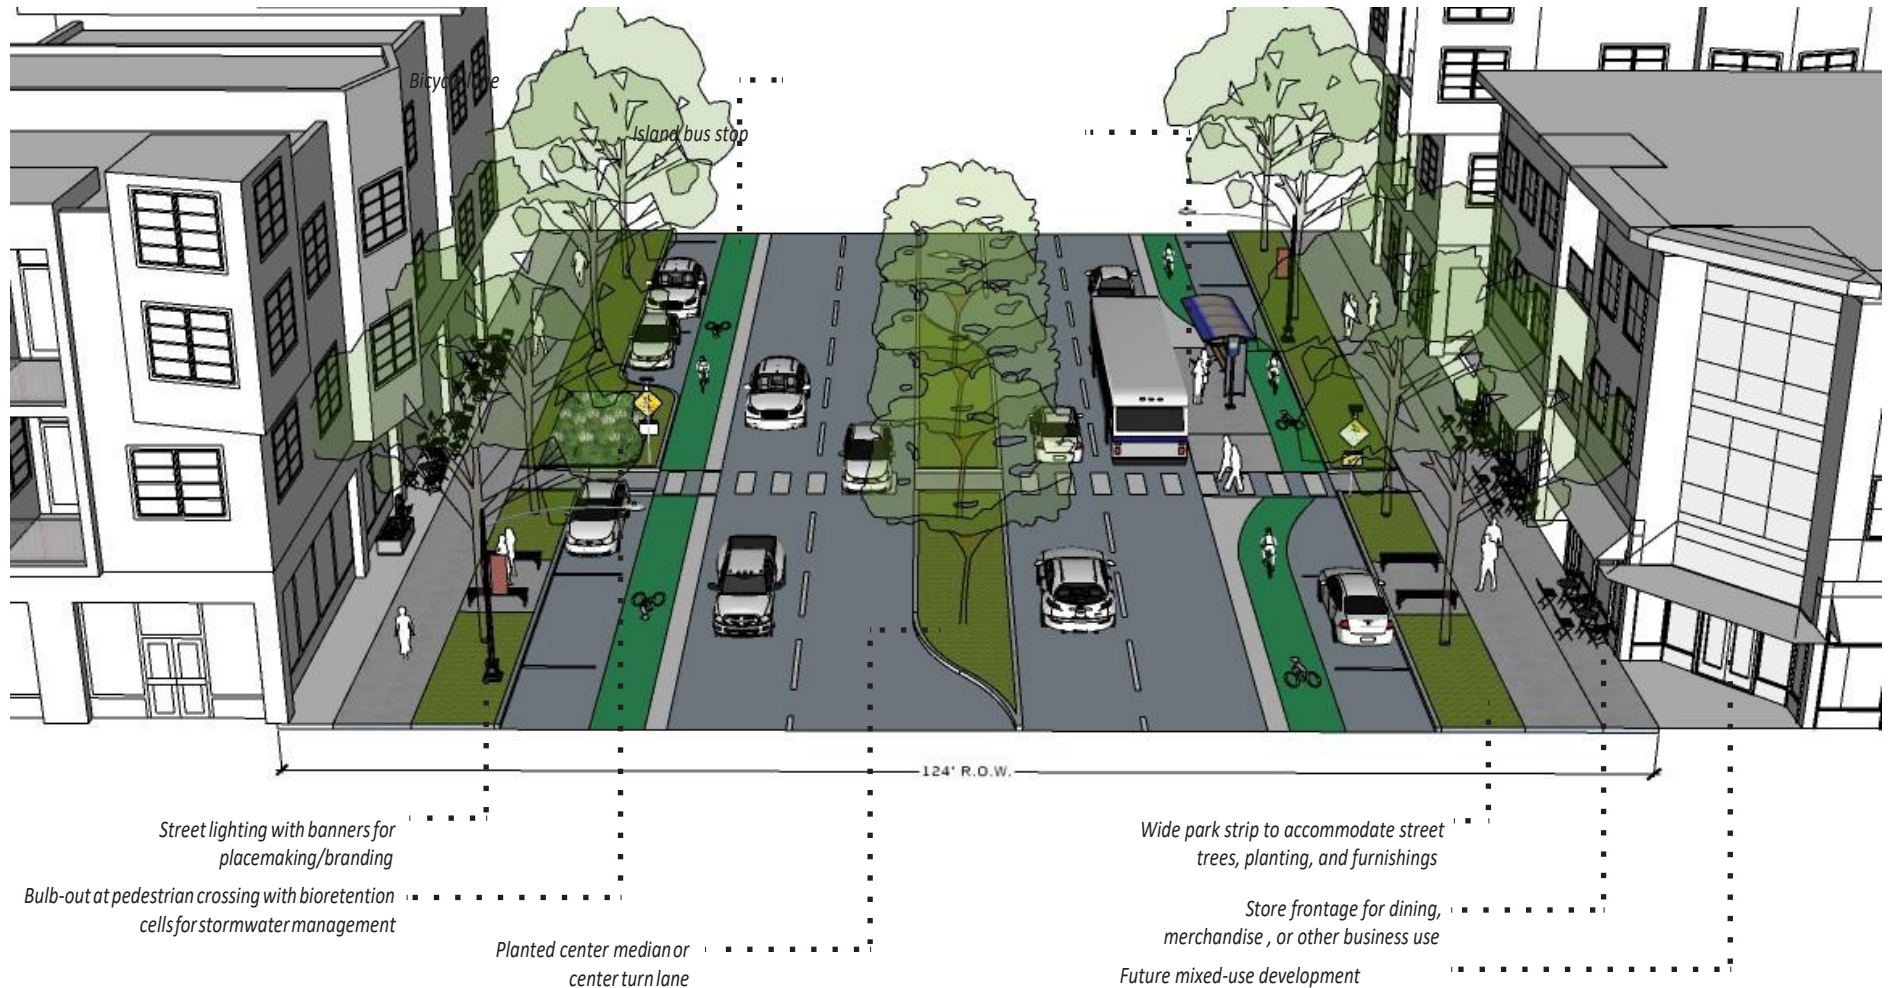 Bicycle lane
Island bus stop
124' R.O.W.
Street lighting with banners for
placemaking/branding
Bulb-out at pedestrian crossing with bioretention
cells for stormwater management
Planted center median or
center turn lane
Wide park strip to accommodate street
trees, planting, and furnishings
Store frontage for dining,
merchandise , or other business use
Future mixed-use development